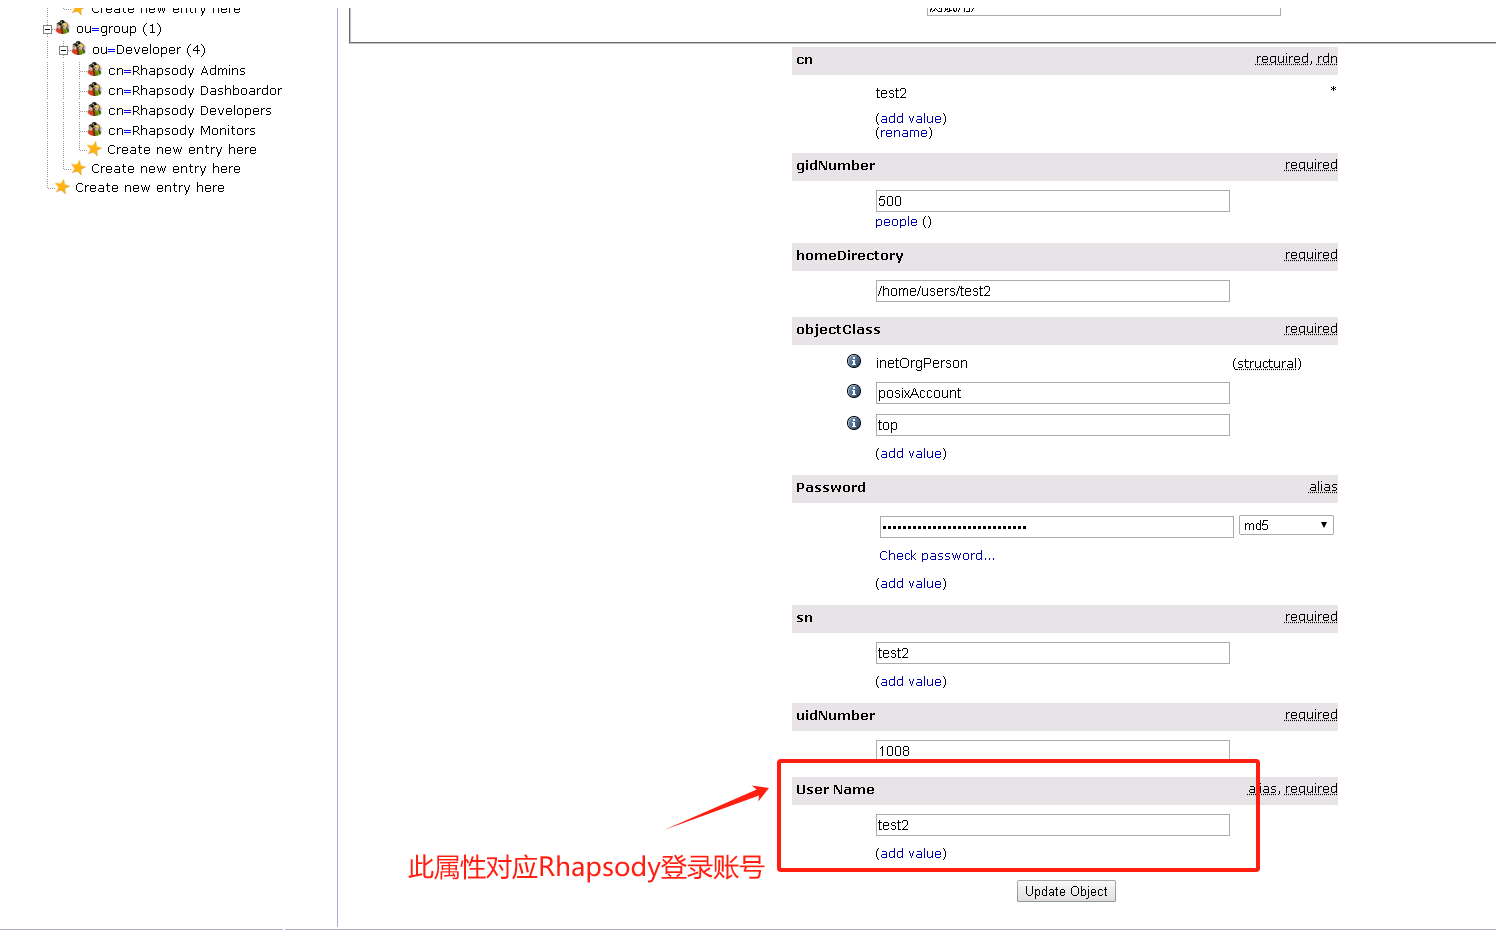 Create new entry here
ou=group (1)
ou=Developer (4)
cn=Rhapsody Admins
cn=Rhapsody Dashboardor
cn=Rhapsody Developers
cn=Rhapsody Monitors
Create new entry here
Create new entry here
Create new entry here
cn required, rdn
test2 *
(add value)
(rename)
gidNumber required
500
people ()
homeDirectory required
/home/users/test2
objectClass required
inetOrgPerson (structural)
posixAccount
top
(add value)
Password alias
•••••••••••••••••••••••••••••• md5
Check password...
(add value)
sn required
test2
(add value)
uidNumber required
1008
User Name alias, required
test2
(add value)
此属性对应Rhapsody登录账号
Update Object